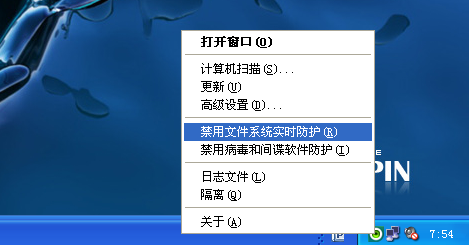 打开窗口(O)
计算机扫描(S)...
更新(U)
高级设置(D)...
禁用文件系统实时防护(R)
禁用病毒和间谍软件防护(I)
日志文件(L)
隔离(Q)
关于(A)
PIN
7:54